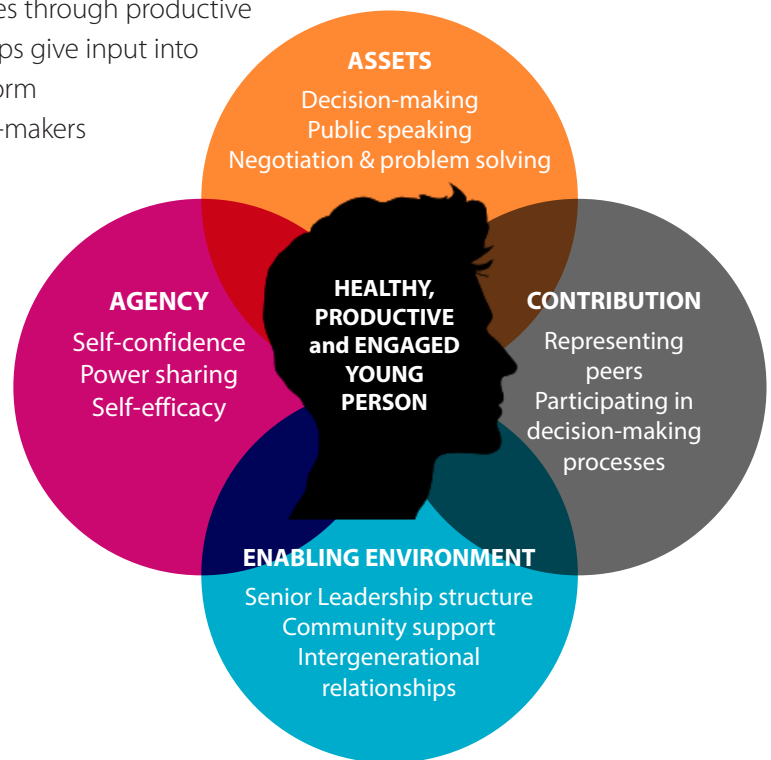 es through productive
ps give input into
orm
-makers
ASSETS
Decision-making
Public speaking
Negotiation & problem solving
AGENCY
Self-confidence
Power sharing
Self-efficacy
HEALTHY,
PRODUCTIVE
and ENGAGED
YOUNG
PERSON
CONTRIBUTION
Representing
peers
Participating in
decision-making
processes
ENABLING ENVIRONMENT
Senior Leadership structure
Community support
Intergenerational
relationships